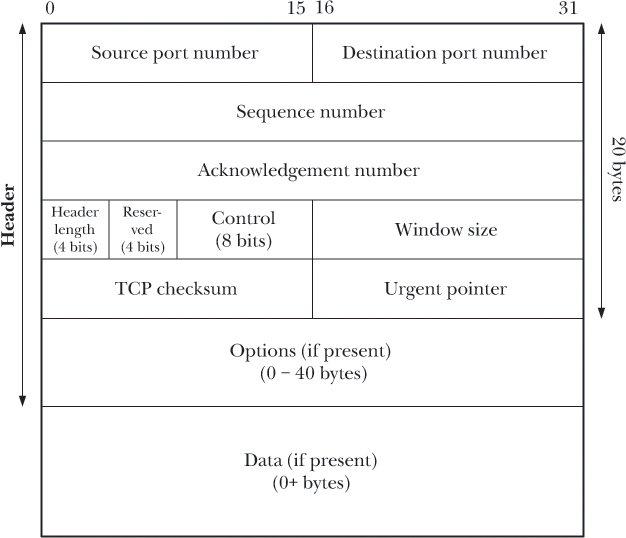 0 15 16 31
Source port number Destination port number
Sequence number
Acknowledgement number
Header
length
(4 bits)
Reser-
ved
(4 bits)
Control
(8 bits)
Window size
TCP checksum Urgent pointer
Options (if present)
(0 – 40 bytes)
Data (if present)
(0+ bytes)
Header
20 bytes